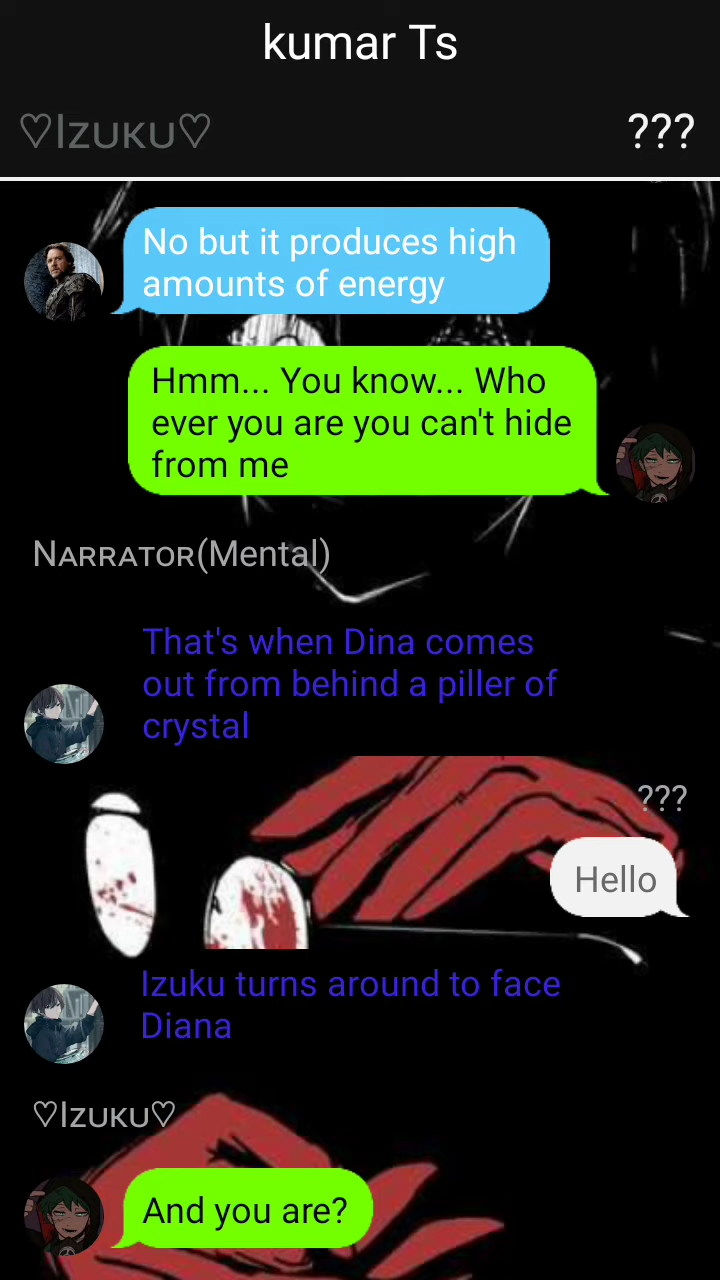 kumar Ts
♡Izuku♡
???
No but it produces high
amounts of energy
Hmm... You know... Who
ever you are you can't hide
from me
Narrator(Mental)
That's when Dina comes
out from behind a piller of
crystal
???
Hello
Izuku turns around to face
Diana
♡Izuku♡
And you are?